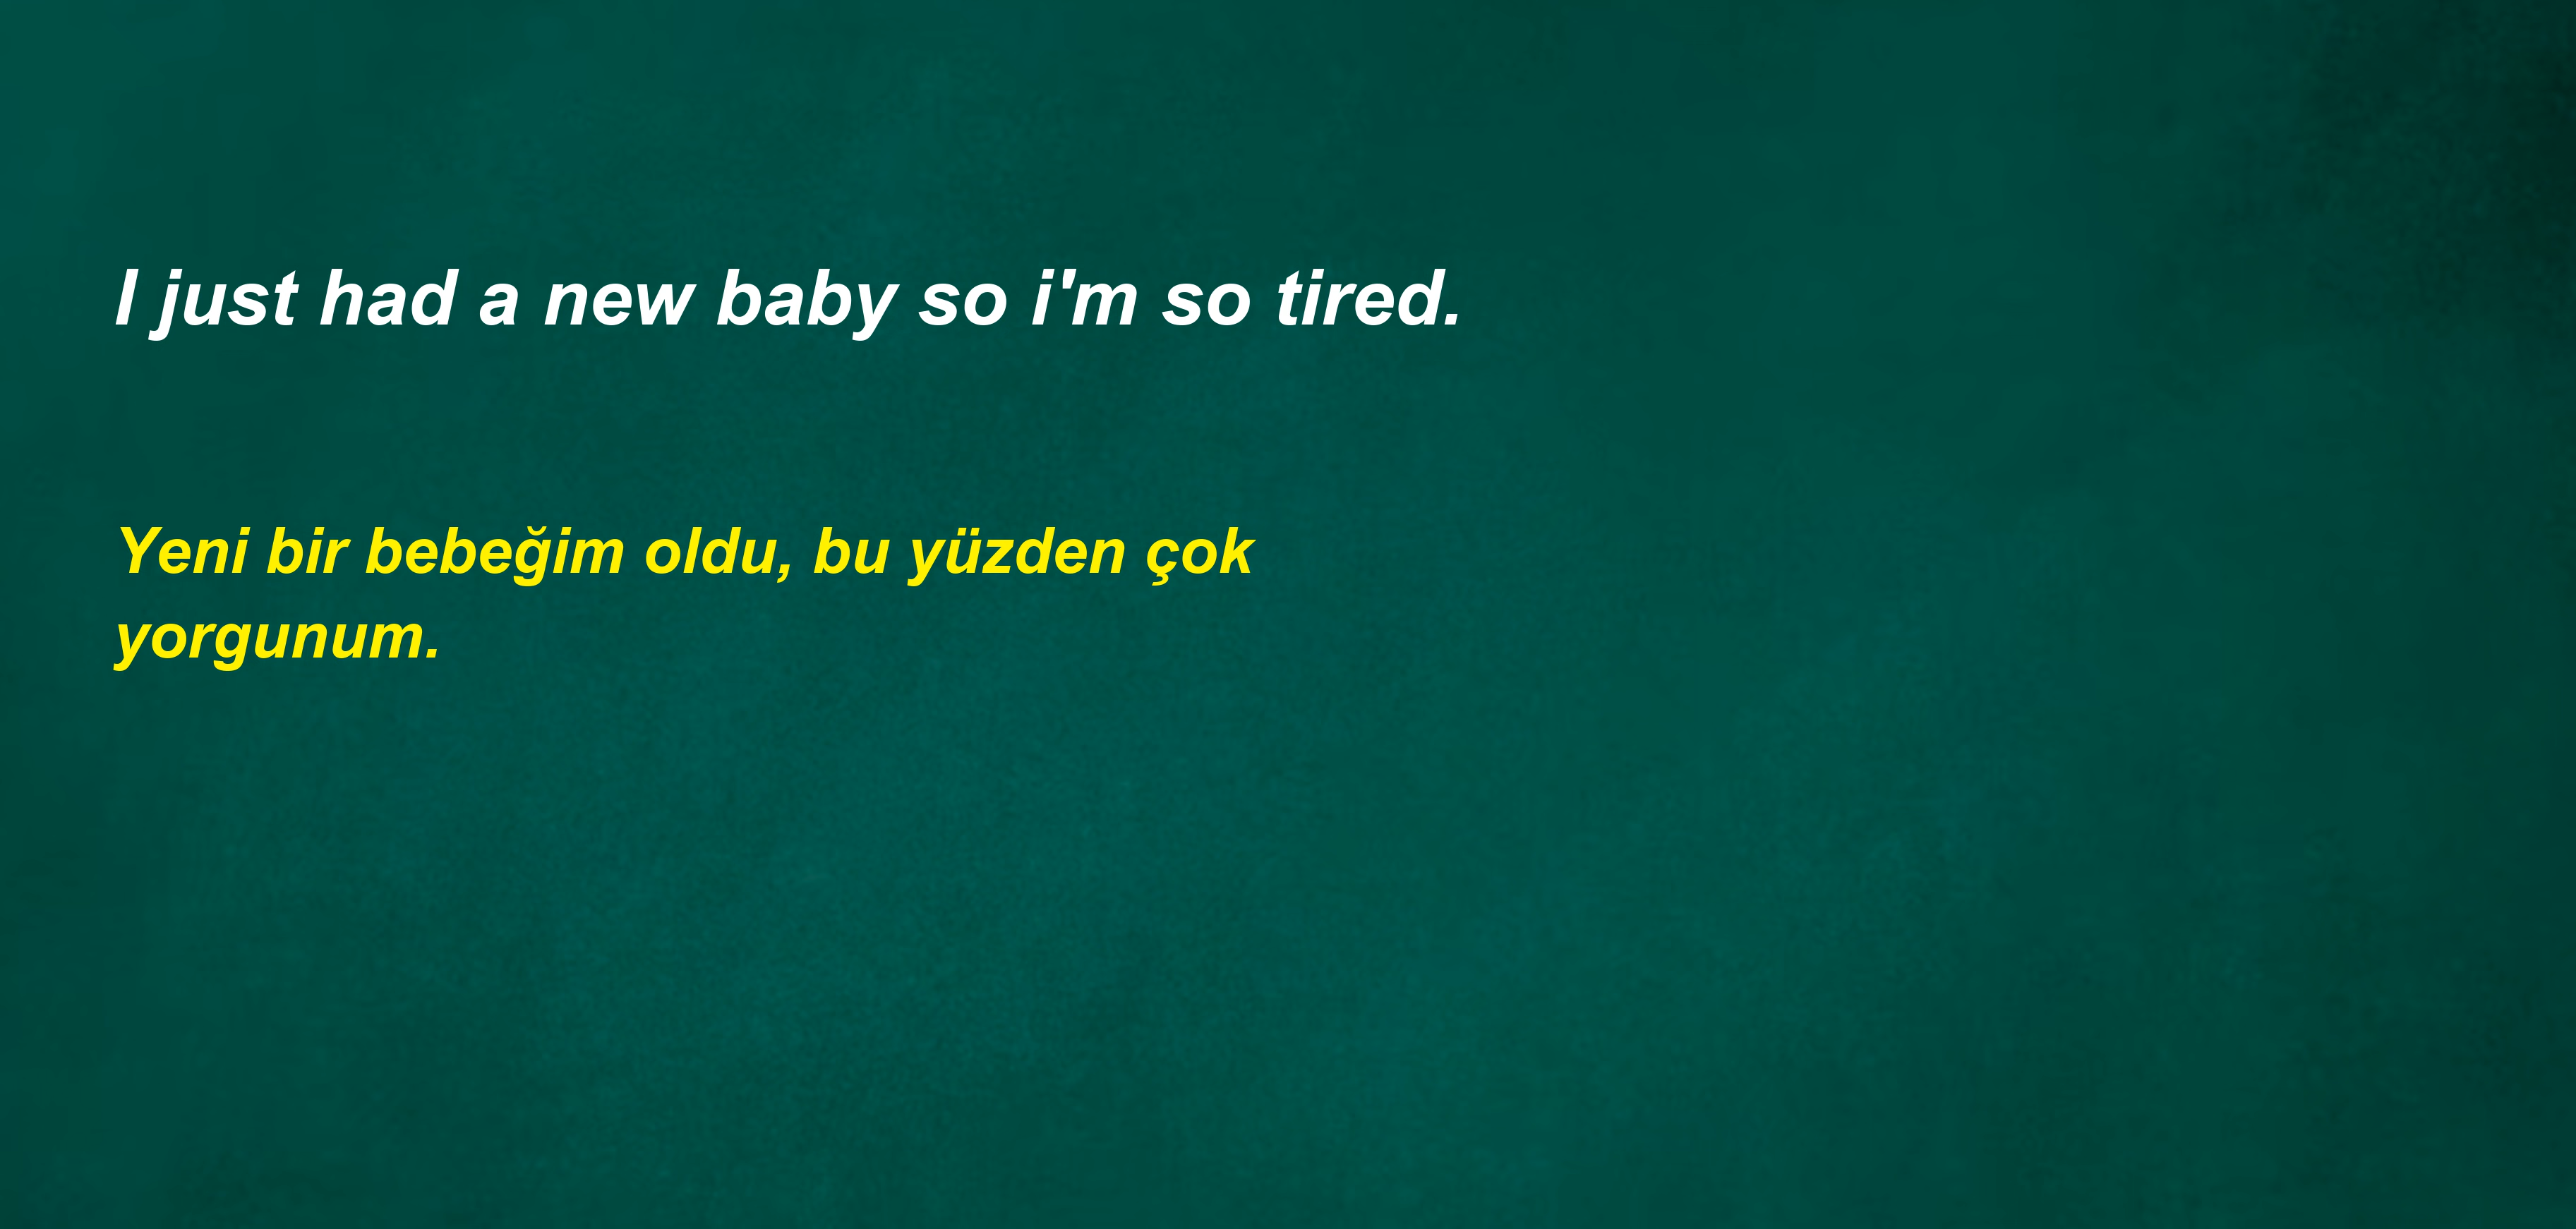 I just had a new baby so i'm so tired.
Yeni bir bebeğim oldu, bu yüzden çok
yorgunum.